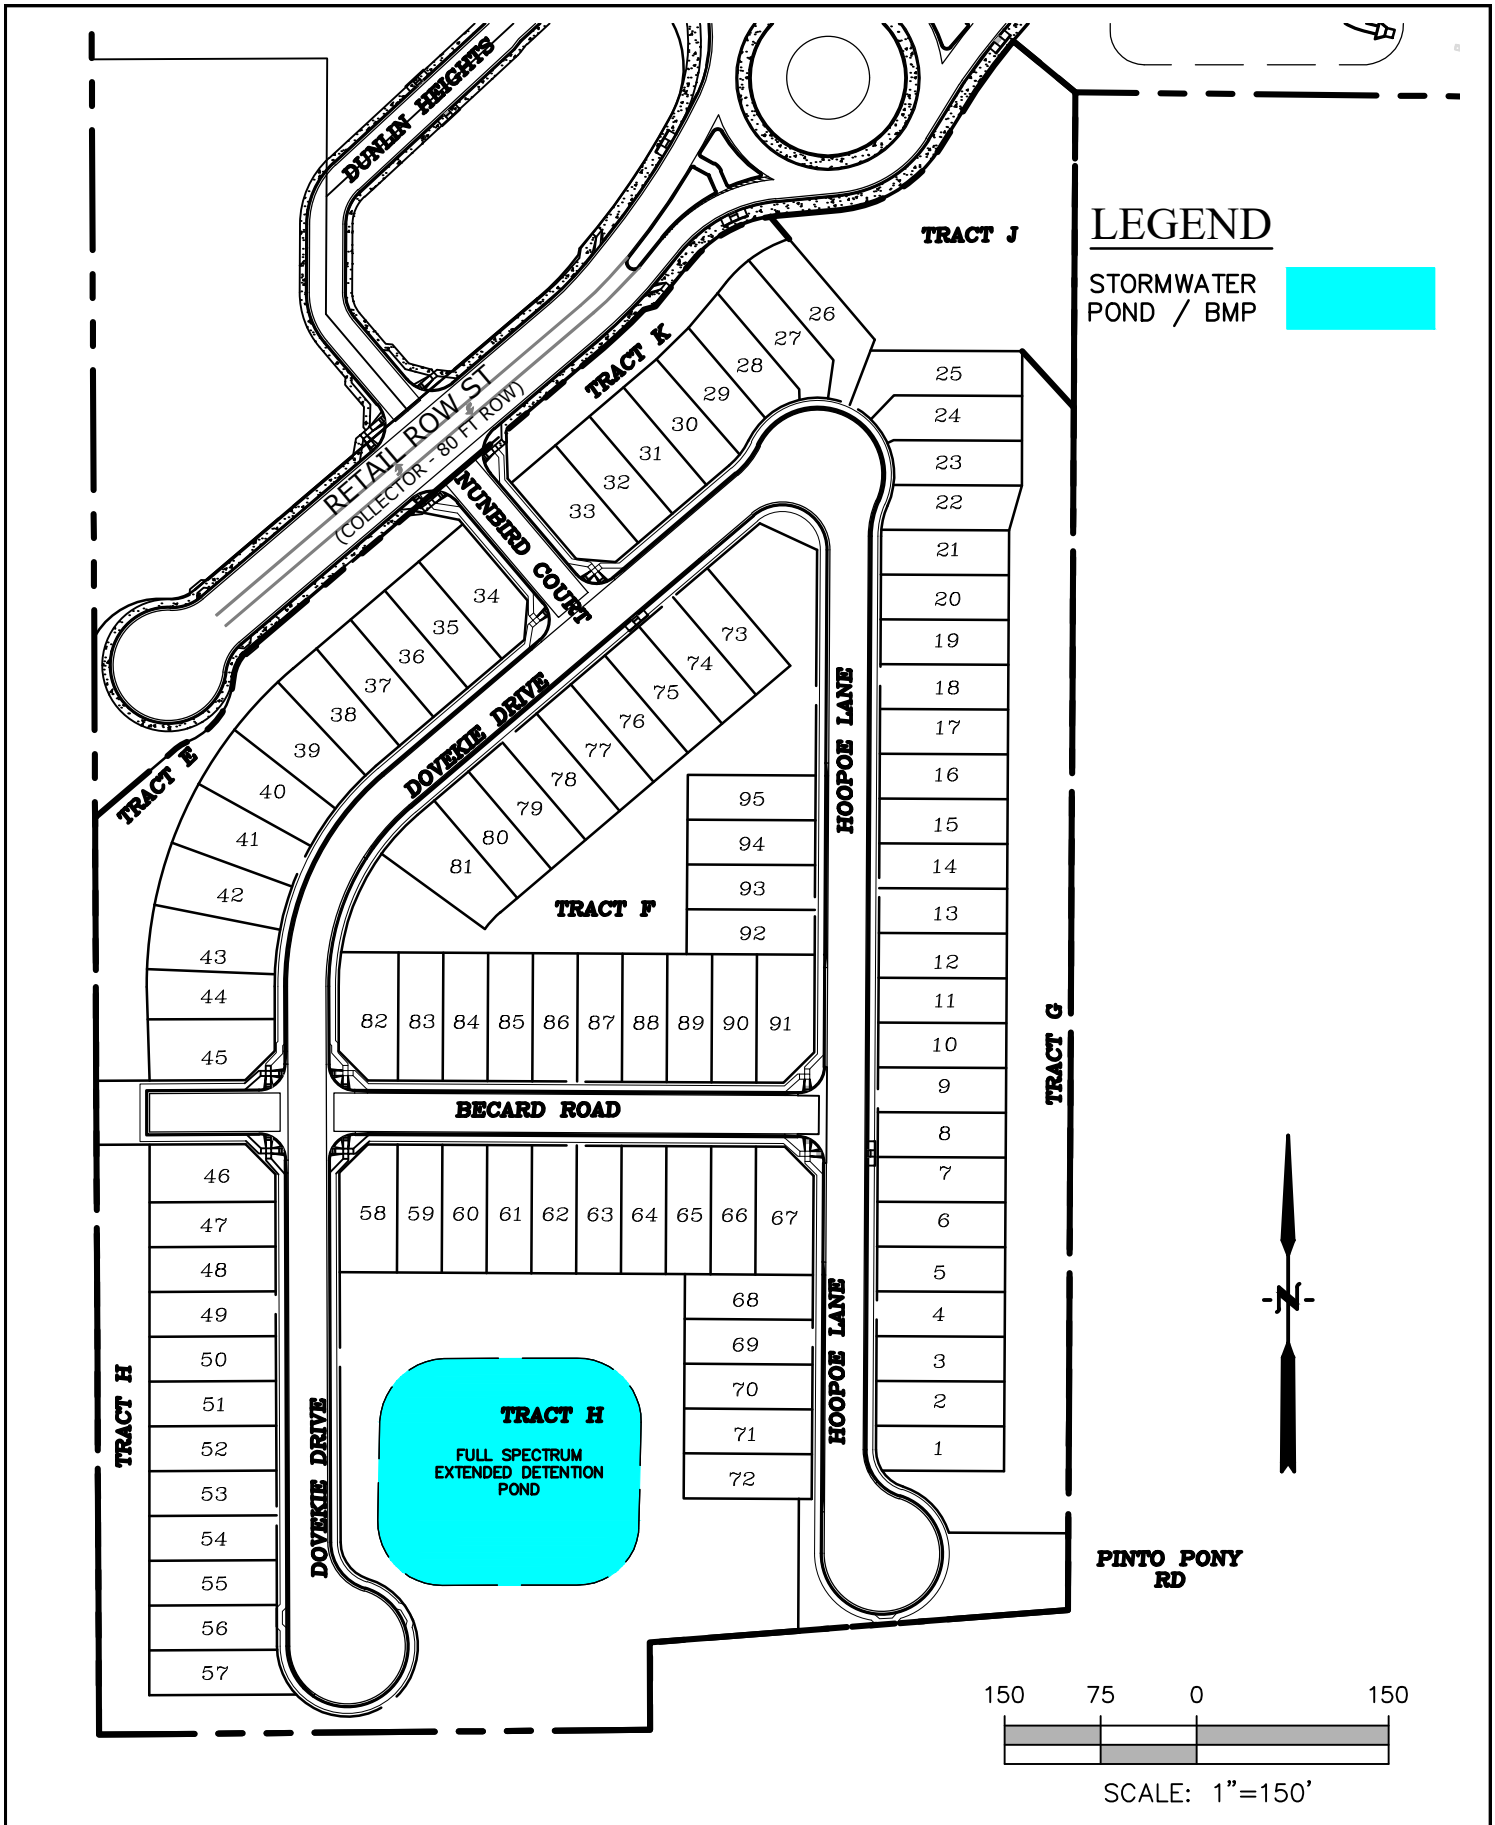 DUNLIN HEIGHTS
TRACT J
LEGEND
STORMWATER
POND / BMP
RETAIL ROW ST
(COLLECTOR - 80 FT ROW)
TRACT K
NUNBIRD COURT
26
27
28
29
30
31
32
33
25
24
23
22
21
20
19
18
17
16
15
14
13
12
11
10
9
8
7
6
5
4
3
2
1
34
35
36
37
38
39
40
41
42
43
44
45
TRACT E
DOVEKIE DRIVE
HOOPOE LANE
73
74
75
76
77
78
79
80
81
95
94
93
92
TRACT F
82 83 84 85 86 87 88 89 90 91
TRACT G
BECARD ROAD
46
47
48
49
50
51
52
53
54
55
56
57
58 59 60 61 62 63 64 65 66 67
68
69
70
71
72
HOOPOE LANE
TRACT H
DOVEKIE DRIVE
TRACT H
FULL SPECTRUM
EXTENDED DETENTION
POND
N
PINTO PONY
RD
150 75 0 150
SCALE: 1"=150'